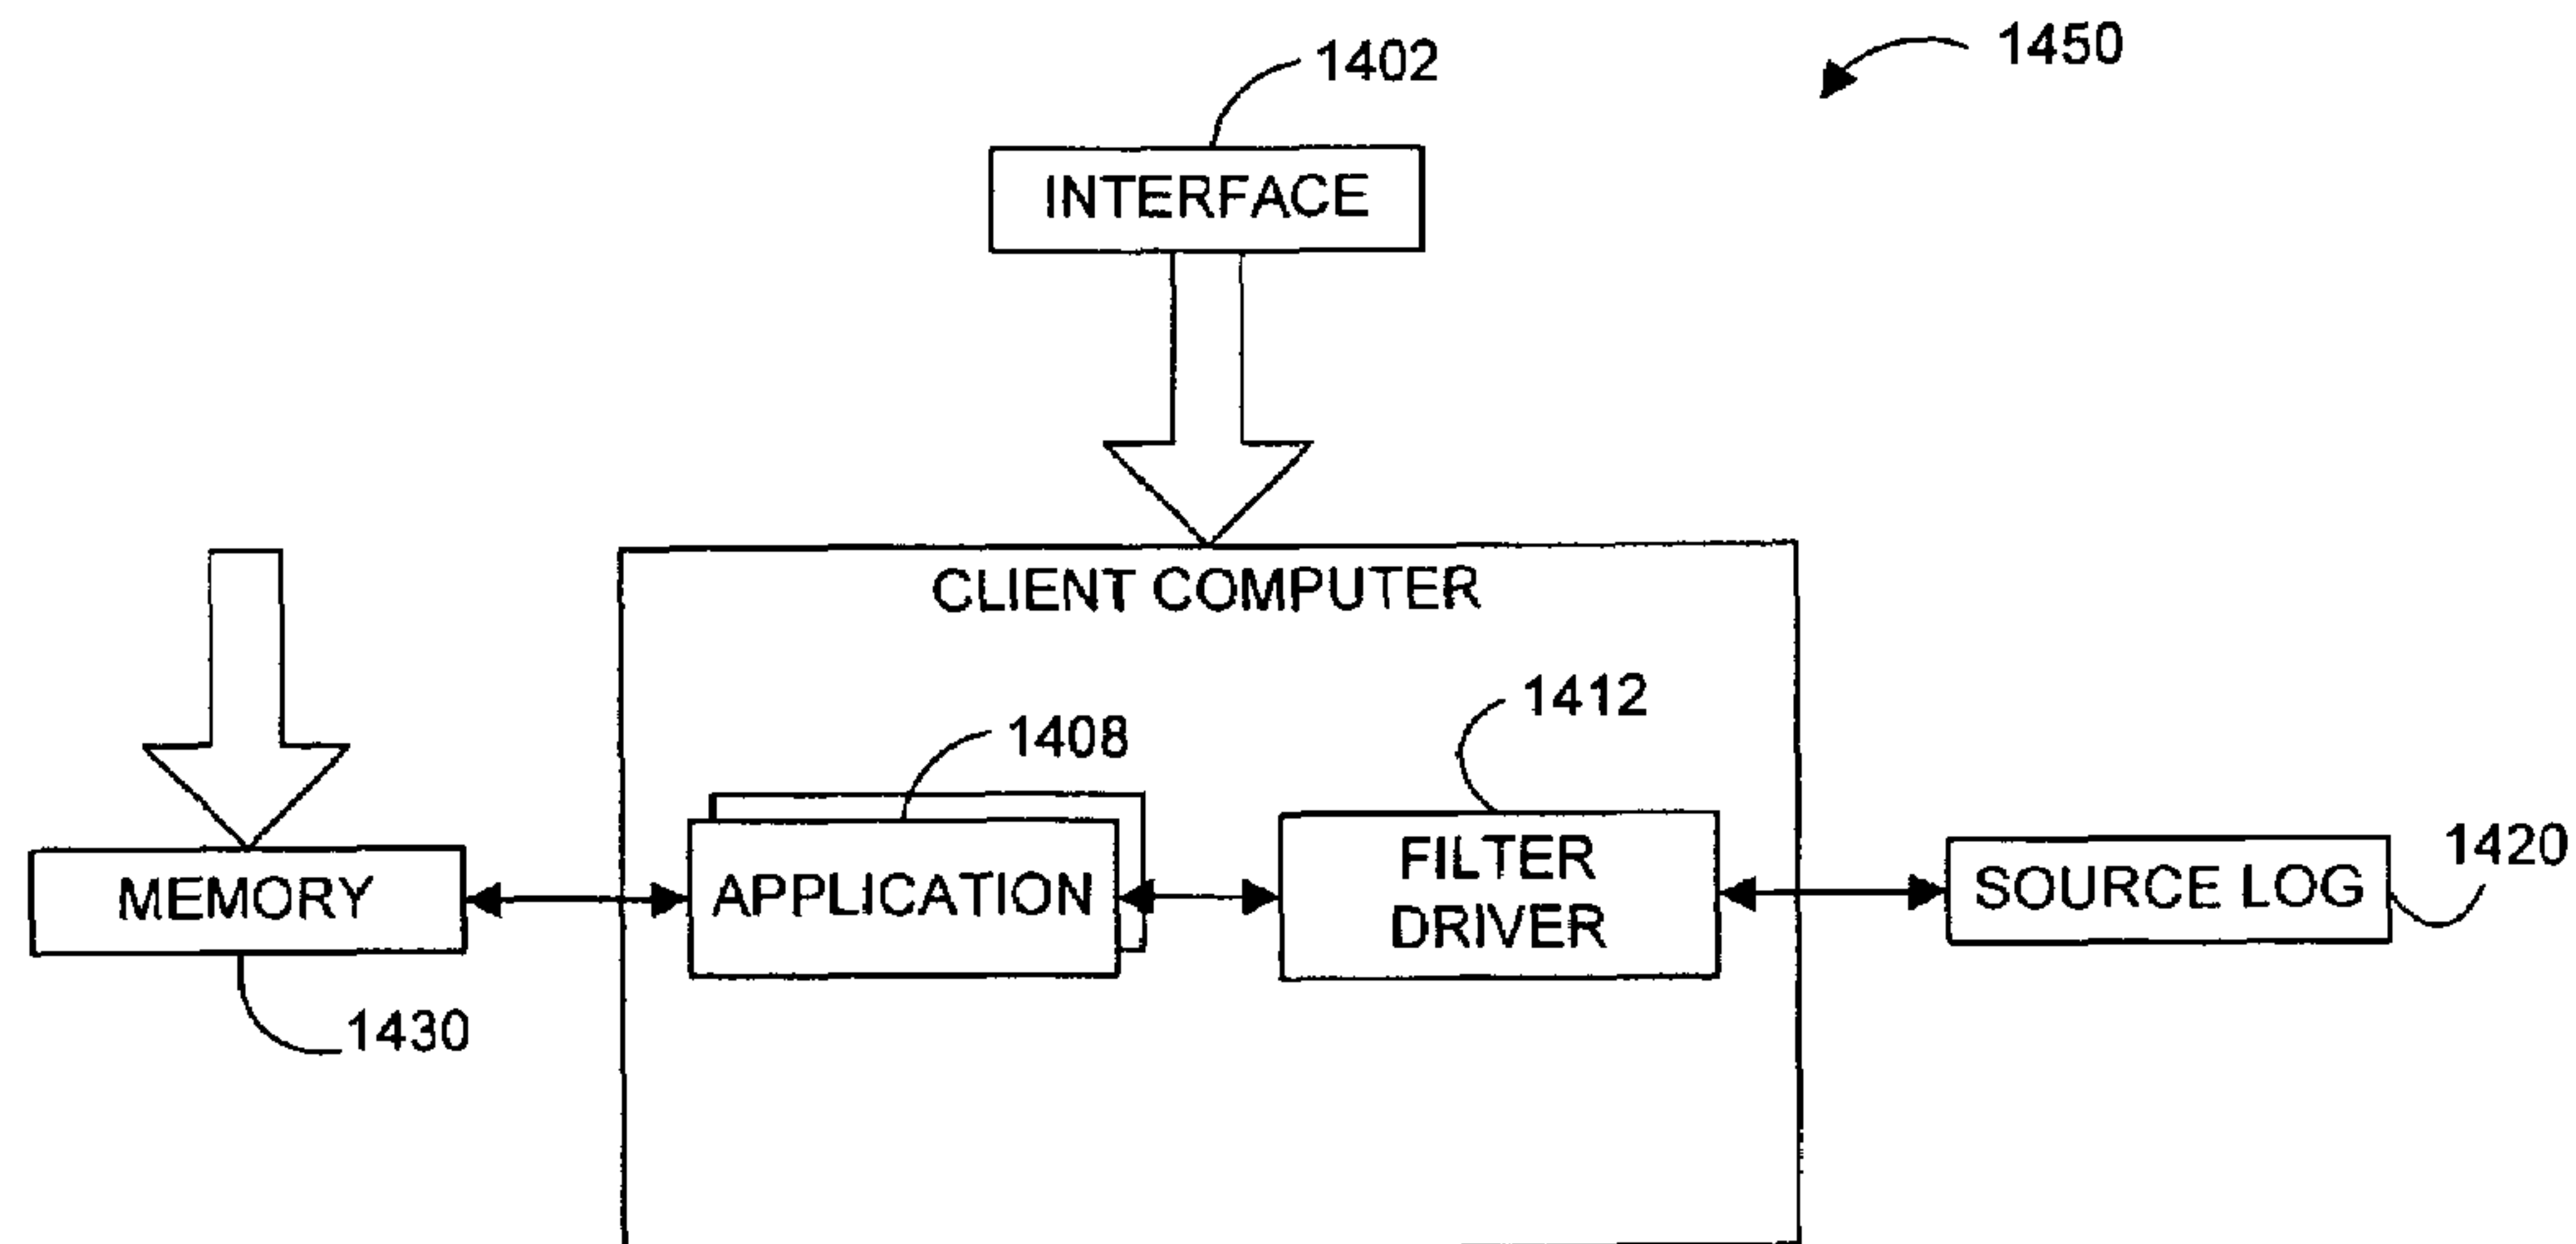 1450
1402
INTERFACE
CLIENT COMPUTER
1412
1408
FILTER
DRIVER
1420
MEMORY
APPLICATION
SOURCE LOG
1430